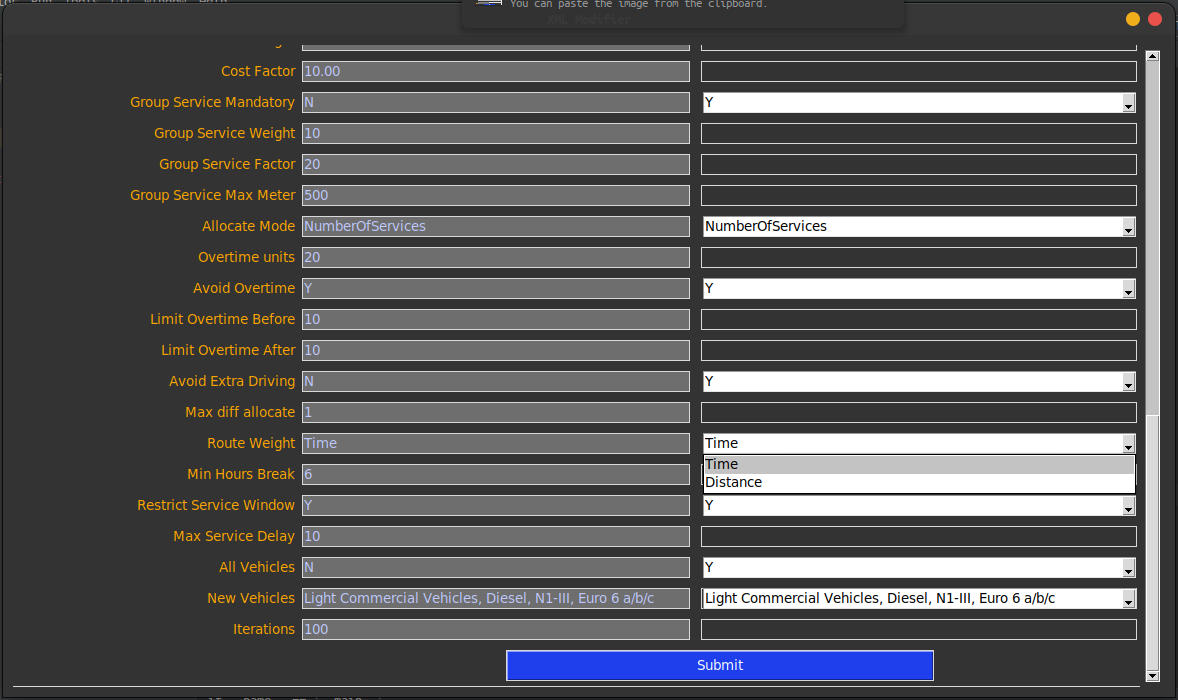 You can paste the image from the clipboard.
XML Modifier
Cost Factor 10.00
Group Service Mandatory N Y
Group Service Weight 10
Group Service Factor 20
Group Service Max Meter 500
Allocate Mode NumberOfServices NumberOfServices
Overtime units 20
Avoid Overtime Y Y
Limit Overtime Before 10
Limit Overtime After 10
Avoid Extra Driving N Y
Max diff allocate 1
Route Weight Time Time
Time
Min Hours Break 6
Distance
Restrict Service Window Y Y
Max Service Delay 10
All Vehicles N Y
New Vehicles Light Commercial Vehicles, Diesel, N1-III, Euro 6 a/b/c Light Commercial Vehicles, Diesel, N1-III, Euro 6 a/b/c
Iterations 100
Submit